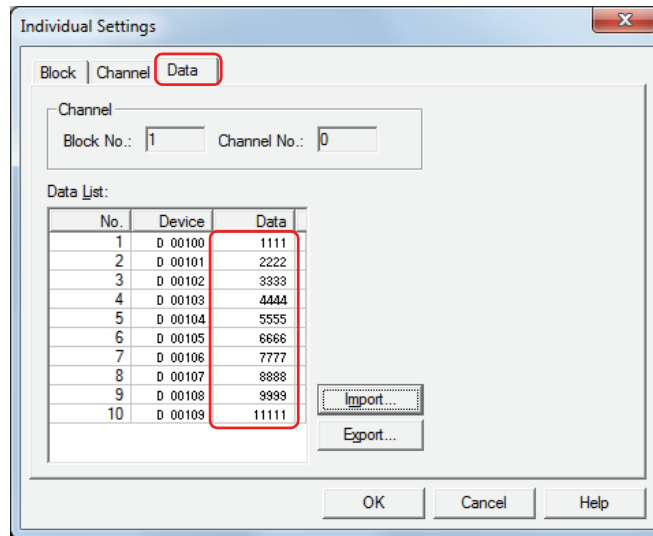 Individual Settings
Block Channel Data
Channel
Block No.: 1 Channel No.: 0
Data List:
No. Device Data
1 D 00100 1111
2 D 00101 2222
3 D 00102 3333
4 D 00103 4444
5 D 00104 5555
6 D 00105 6666
7 D 00106 7777
8 D 00107 8888
9 D 00108 9999
10 D 00109 11111
Import...
Export...
OK Cancel Help